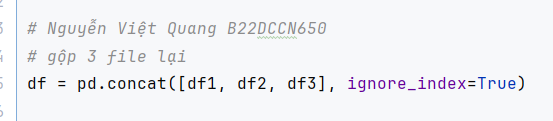 # Nguyễn Việt Quang B22DCCN650
# gộp 3 file lại
df = pd.concat([df1, df2, df3], ignore_index=True)